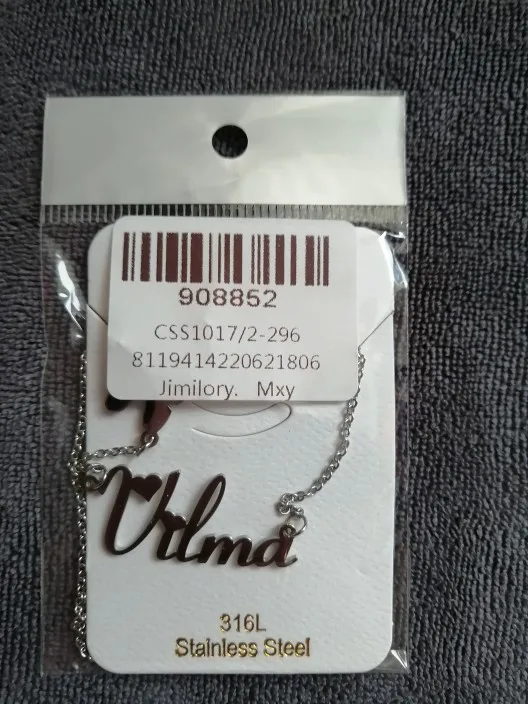 908852
CSS1017/2-296
8119414220621806
Jimilory. Mxy
Vilma
316L
Stainless Steel